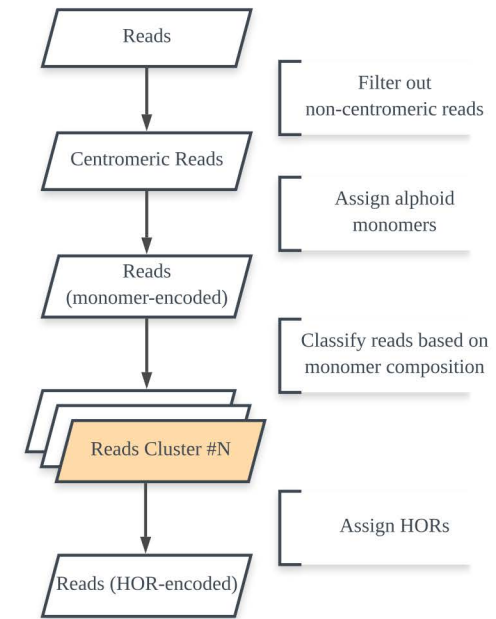 Reads
Filter out
non-centromeric reads
Centromeric Reads
Assign alphoid
monomers
Reads
(monomer-encoded)
Classify reads based on
monomer composition
Reads Cluster #N
Assign HORs
Reads (HOR-encoded)